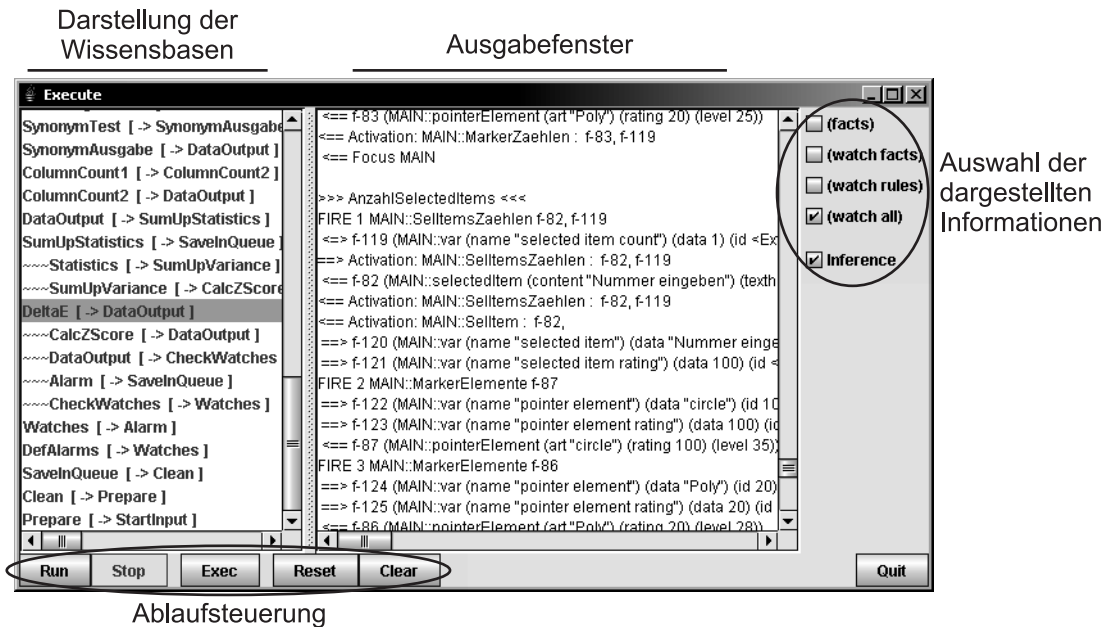 Darstellung der
Wissensbasen
Ausgabefenster
Execute
SynonymTest [ -> SynonymAusgabe
SynonymAusgabe [ -> DataOutput ]
ColumnCount1 [ -> ColumnCount2 ]
ColumnCount2 [ -> DataOutput ]
DataOutput [ -> SumUpStatistics ]
SumUpStatistics [ -> SaveInQueue ]
~~~Statistics [ -> SumUpVariance ]
~~~SumUpVariance [ -> CalcZScore
DeltaE [ -> DataOutput ]
~~~CalcZScore [ -> DataOutput ]
~~~DataOutput [ -> CheckWatches
~~~Alarm [ -> SaveInQueue ]
~~~CheckWatches [ -> Watches ]
Watches [ -> Alarm ]
DefAlarms [ -> Watches ]
SaveInQueue [ -> Clean ]
Clean [ -> Prepare ]
Prepare [ -> StartInput ]
<== f-83 (MAIN::pointerElement (art "Poly") (rating 20) (level 25))
<== Activation: MAIN::MarkerZaehlen : f-83, f-119
<== Focus MAIN
>>> AnzahlSelectedItems <<<
FIRE 1 MAIN::SelItemsZaehlen f-82, f-119
<=> f-119 (MAIN::var (name "selected item count") (data 1) (id <Ex
==> Activation: MAIN::SelItemsZaehlen : f-82, f-119
<== f-82 (MAIN::selectedItem (content "Nummer eingeben") (texth
<== Activation: MAIN::SelItemsZaehlen : f-82, f-119
<== Activation: MAIN::SelItem : f-82,
==> f-120 (MAIN::var (name "selected item") (data "Nummer einge
==> f-121 (MAIN::var (name "selected item rating") (data 100) (id <
FIRE 2 MAIN::MarkerElemente f-87
==> f-122 (MAIN::var (name "pointer element") (data "circle") (id 10
==> f-123 (MAIN::var (name "pointer element rating") (data 100) (id
<== f-87 (MAIN::pointerElement (art "circle") (rating 100) (level 35))
FIRE 3 MAIN::MarkerElemente f-86
==> f-124 (MAIN::var (name "pointer element") (data "Poly") (id 20)
==> f-125 (MAIN::var (name "pointer element rating") (data 20) (id
<== f-86 (MAIN::pointerElement (art "Poly") (rating 20) (level 28))
(facts)
(watch facts)
(watch rules)
(watch all)
Inference
Auswahl der
dargestellten
Informationen
Run Stop Exec Reset Clear Quit
Ablaufsteuerung